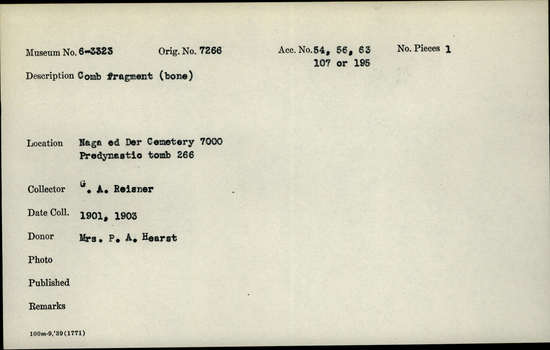 Museum No. 6-3323 Orig. No. 7266 Acc. No. 54, 56, 63 No. Pieces 1
107 or 195
Description Comb fragment (bone)
Location Naga ed Der Cemetery 7000
Predynastic tomb 266
Collector G. A. Reisner
Date Coll. 1901, 1903
Donor Mrs. P. A. Hearst
Photo
Published
Remarks
100m-9,'39(1771)